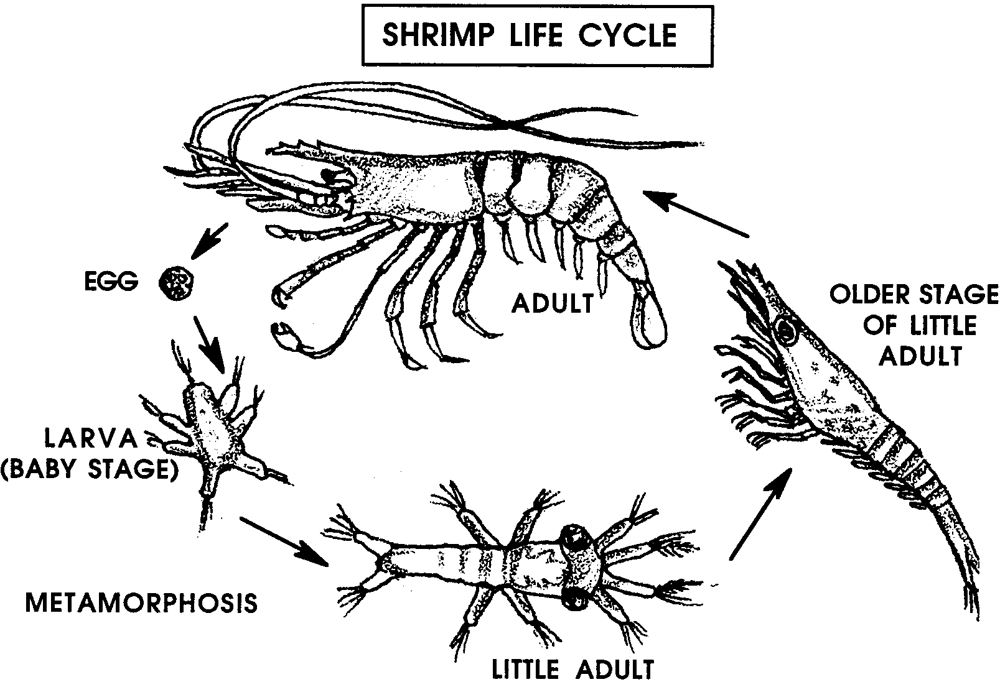 SHRIMP LIFE CYCLE
EGG
ADULT
OLDER STAGE
OF LITTLE
ADULT
LARVA
(BABY STAGE)
METAMORPHOSIS
LITTLE ADULT